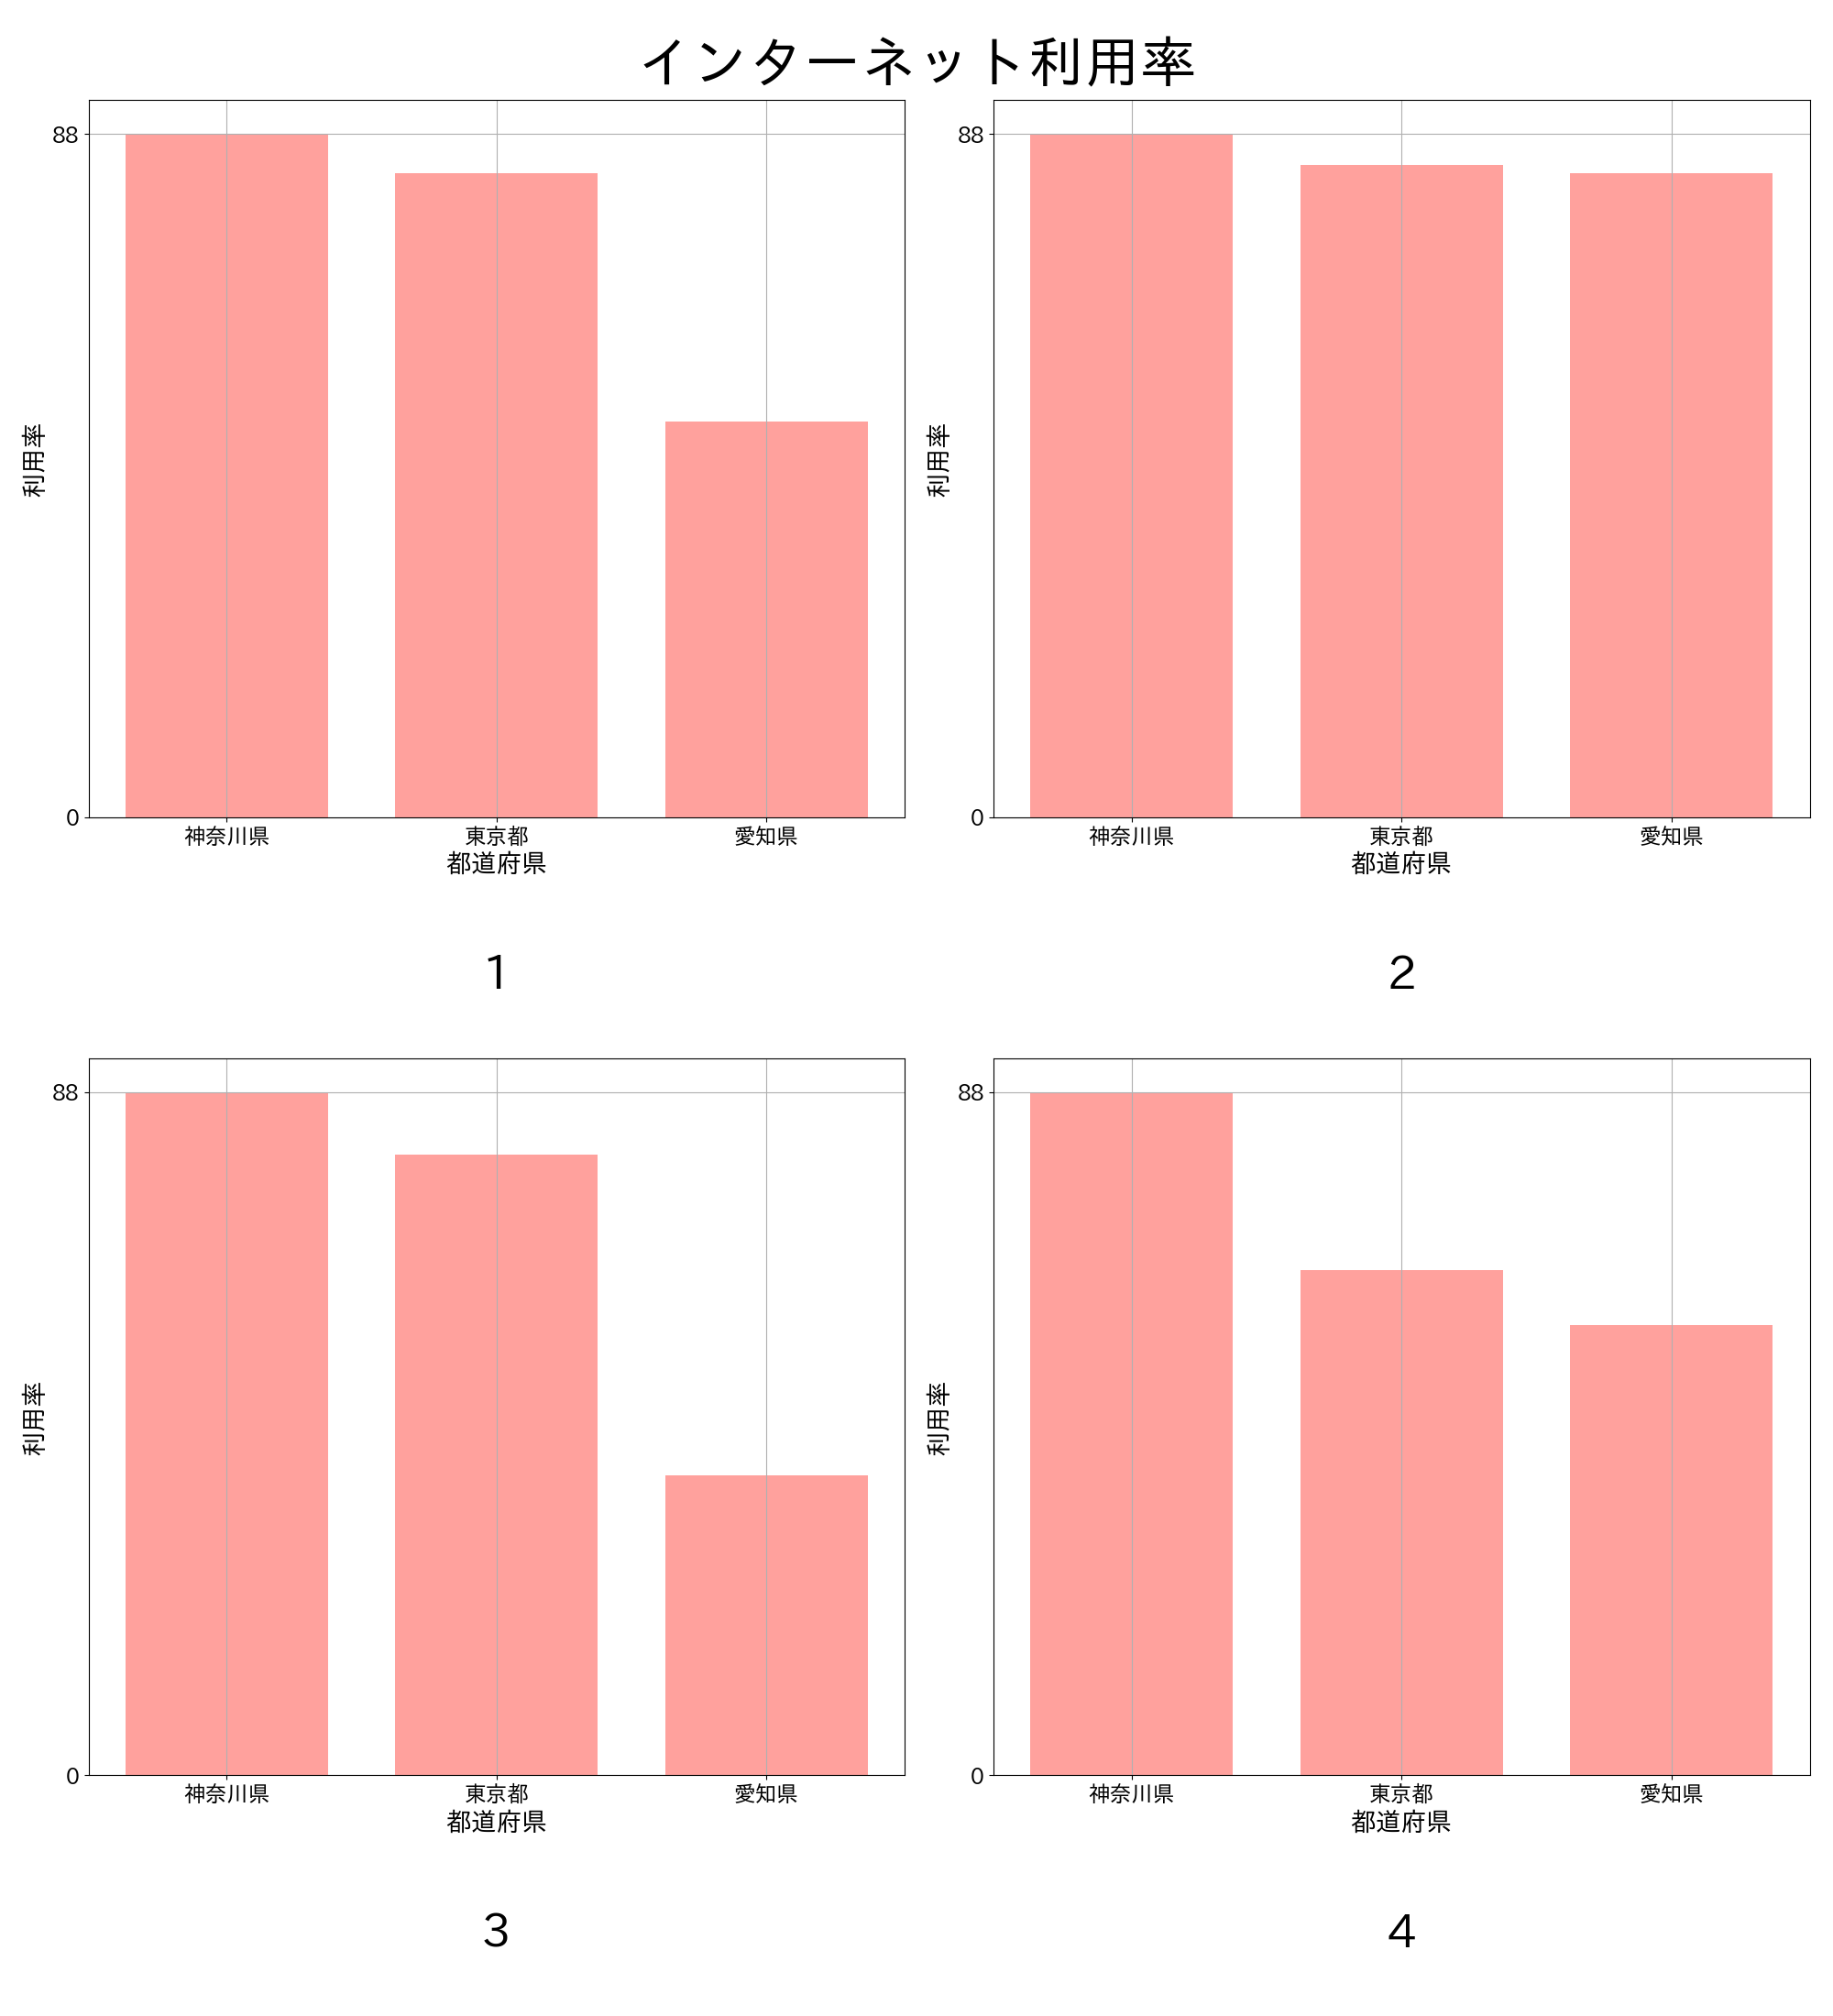 インターネット利用率
88
0
利用率
神奈川県 東京都 愛知県
都道府県
1
88
0
利用率
神奈川県 東京都 愛知県
都道府県
2
88
0
利用率
神奈川県 東京都 愛知県
都道府県
3
88
0
利用率
神奈川県 東京都 愛知県
都道府県
4